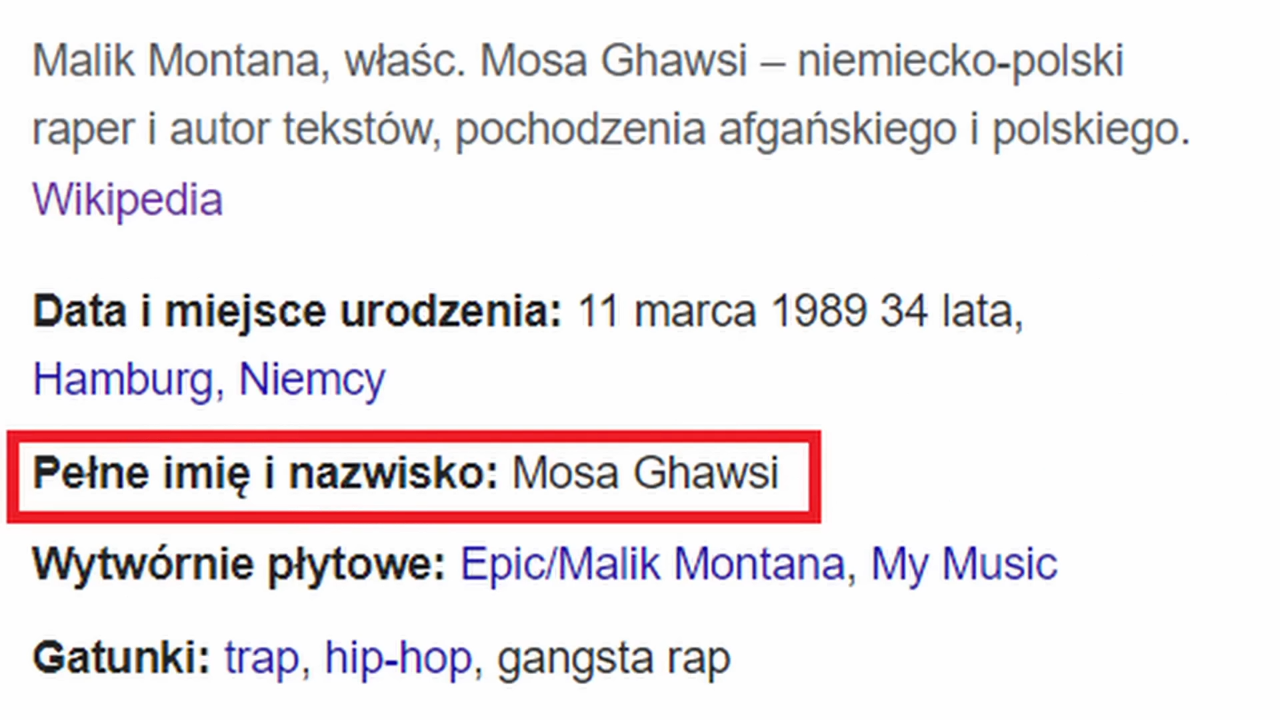 Malik Montana, właśc. Mosa Ghawsi – niemiecko-polski
raper i autor tekstów, pochodzenia afgańskiego i polskiego.
Wikipedia
Data i miejsce urodzenia: 11 marca 1989 34 lata,
Hamburg, Niemcy
Pełne imię i nazwisko: Mosa Ghawsi
Wytwórnie płytowe: Epic/Malik Montana, My Music
Gatunki: trap, hip-hop, gangsta rap